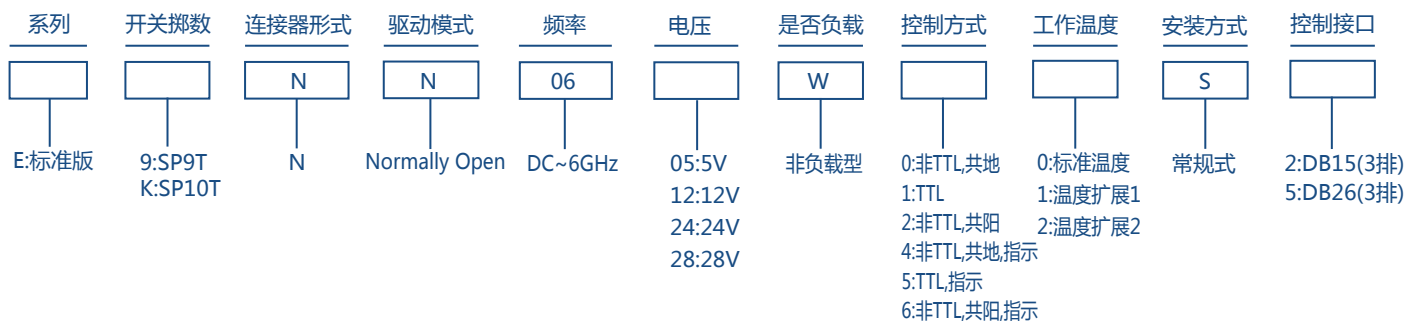 系列 开关掷数 连接器形式 驱动模式 频率 电压 是否负载 控制方式 工作温度 安装方式 控制接口
N N 06 W S
E:标准版 9:SP9T N Normally Open DC~6GHz 05:5V 非负载型 0:非TTL,共地 0:标准温度 常规式 2:DB15(3排)
K:SP10T 12:12V 1:TTL 1:温度扩展1 5:DB26(3排)
24:24V 2:非TTL,共阳 2:温度扩展2
28:28V 4:非TTL,共地,指示
5:TTL,指示
6:非TTL,共阳,指示